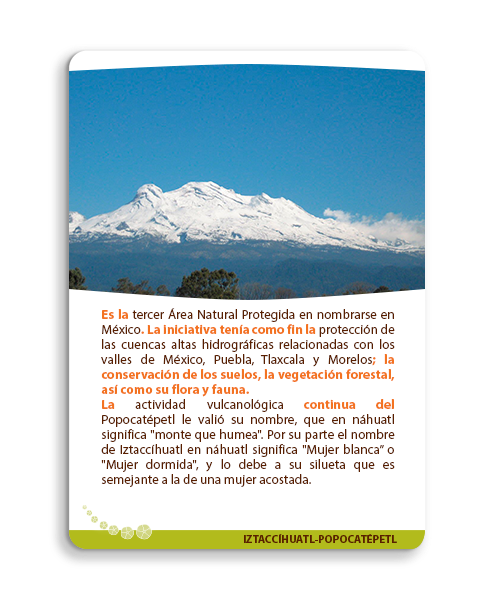 Es la tercer Área Natural Protegida en nombrarse en
México. La iniciativa tenía como fin la protección de
las cuencas altas hidrográficas relacionadas con los
valles de México, Puebla, Tlaxcala y Morelos; la
conservación de los suelos, la vegetación forestal,
así como su flora y fauna.
La actividad vulcanológica continua del
Popocatépetl le valió su nombre, que en náhuatl
significa "monte que humea". Por su parte el nombre
de Iztaccíhuatl en náhuatl significa "Mujer blanca" o
"Mujer dormida", y lo debe a su silueta que es
semejante a la de una mujer acostada.
IZTACCÍHUATL-POPOCATÉPETL